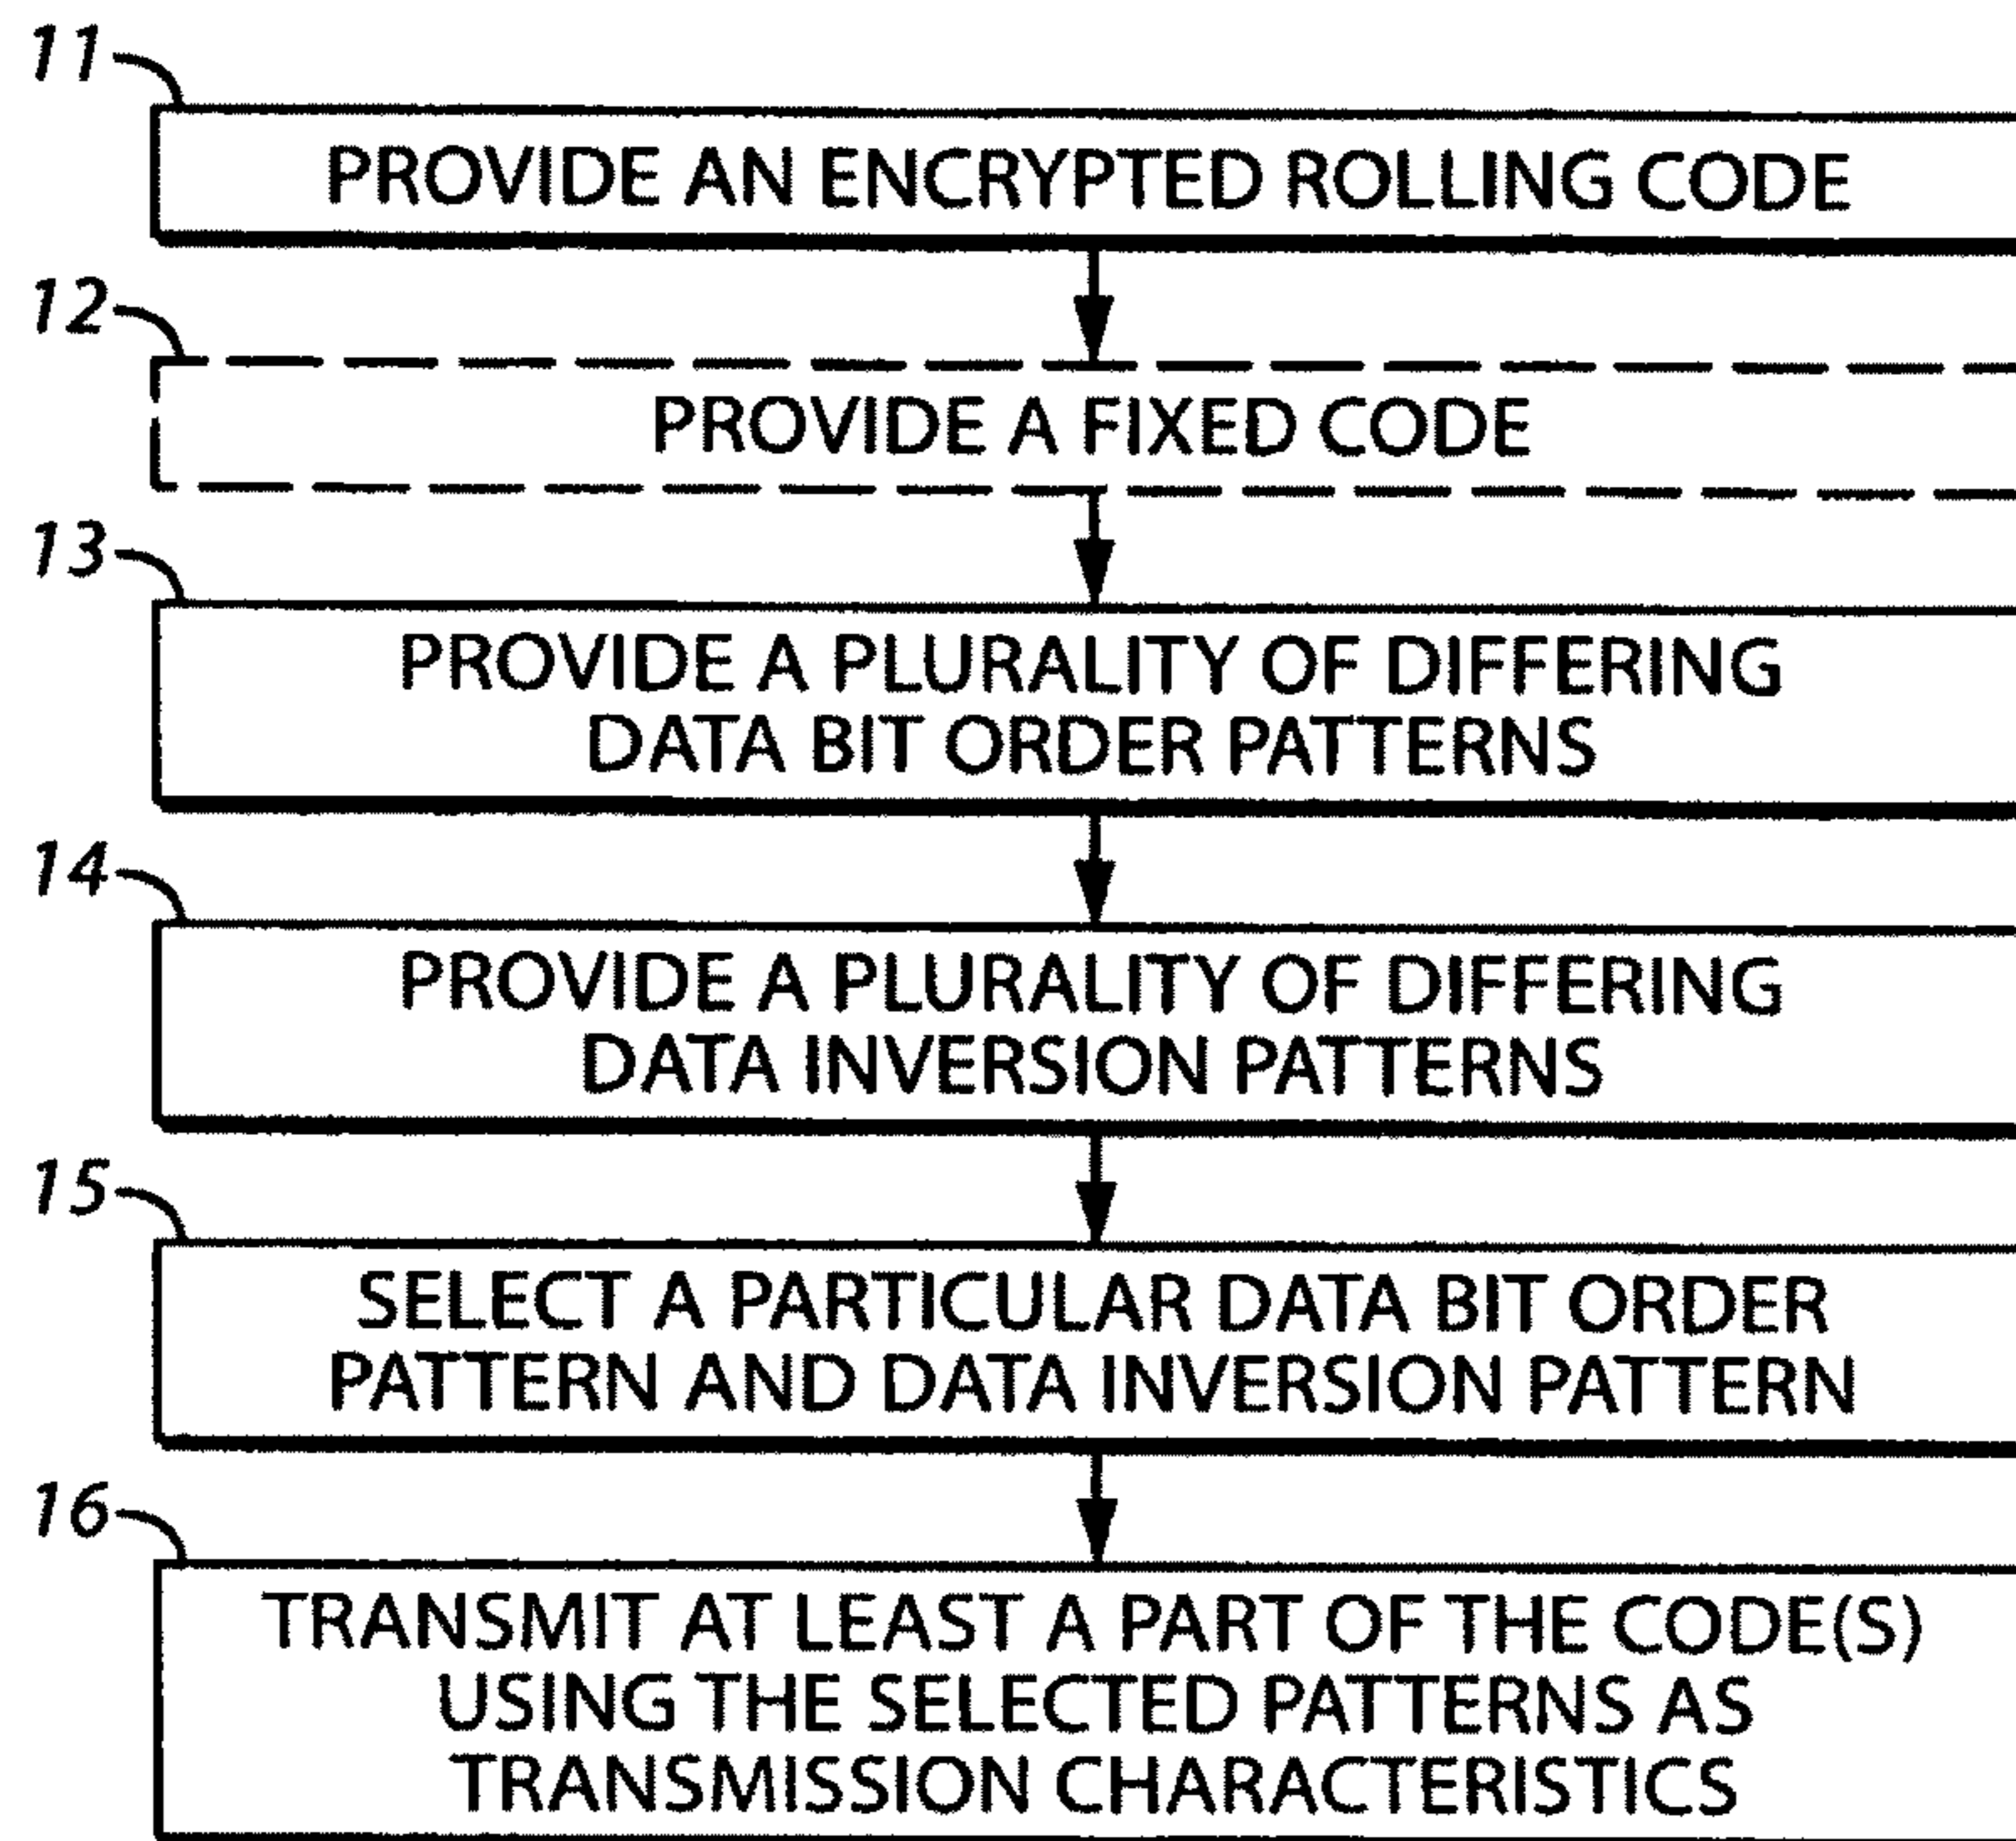 11
PROVIDE AN ENCRYPTED ROLLING CODE
12
PROVIDE A FIXED CODE
13
PROVIDE A PLURALITY OF DIFFERING
DATA BIT ORDER PATTERNS
14
PROVIDE A PLURALITY OF DIFFERING
DATA INVERSION PATTERNS
15
SELECT A PARTICULAR DATA BIT ORDER
PATTERN AND DATA INVERSION PATTERN
16
TRANSMIT AT LEAST A PART OF THE CODE(S)
USING THE SELECTED PATTERNS AS
TRANSMISSION CHARACTERISTICS